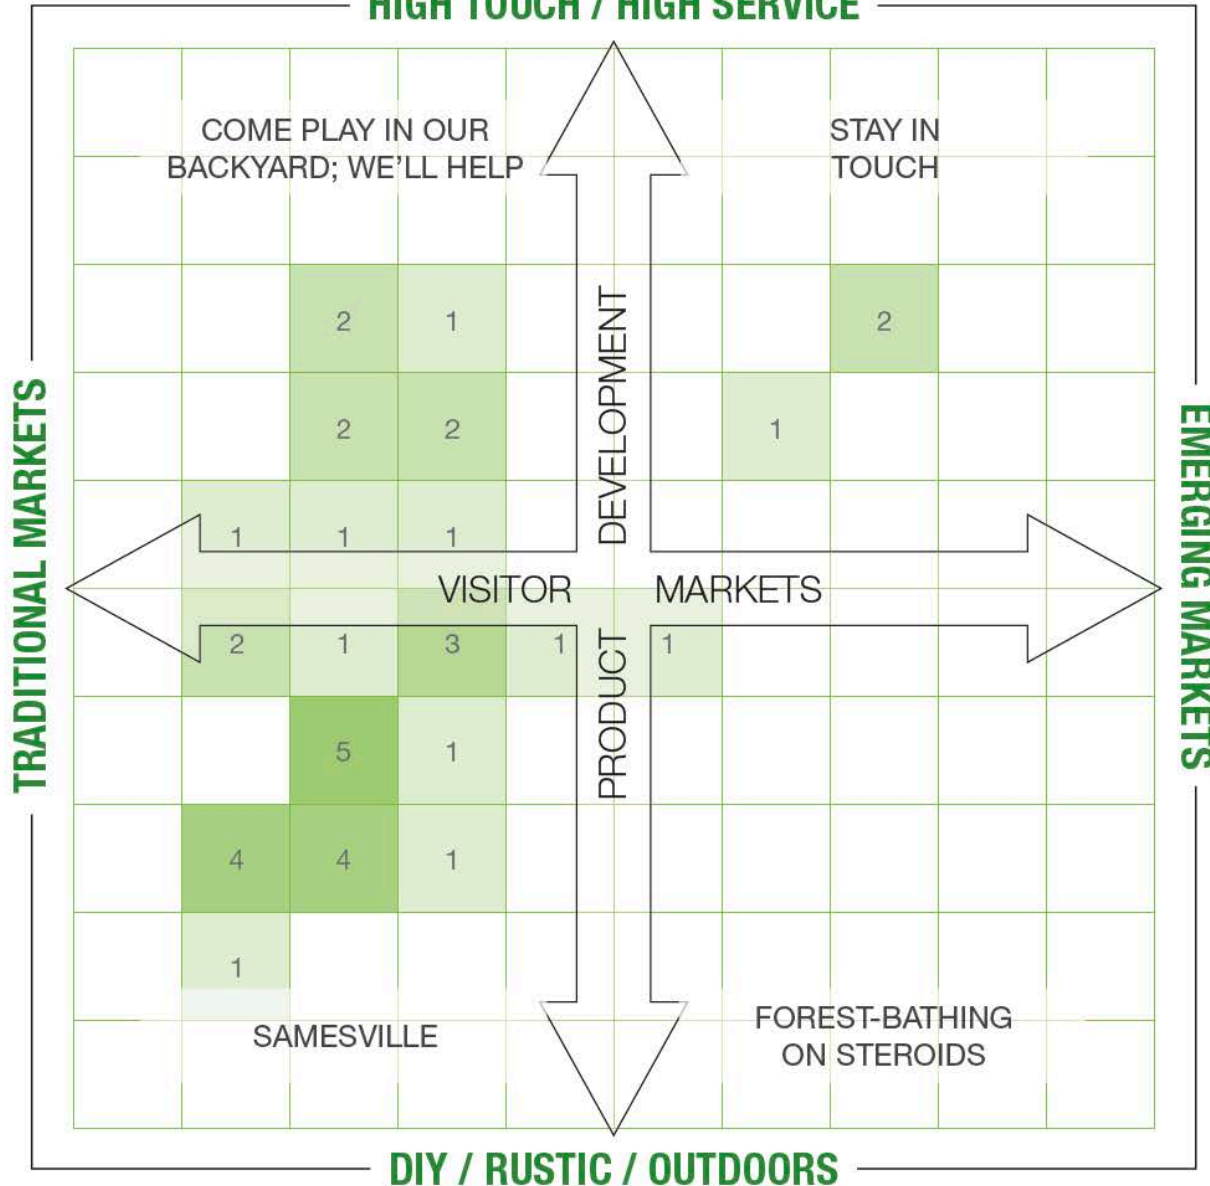 HIGH TOUCH / HIGH SERVICE
COME PLAY IN OUR
BACKYARD; WE'LL HELP
STAY IN
TOUCH
2 1 2
2 2 1
DEVELOPMENT
1 1 1
TRADITIONAL MARKETS
VISITOR MARKETS
EMERGING MARKETS
2 1 3 1 1
PRODUCT
5 1
4 4 1
1
SAMESVILLE
FOREST-BATHING
ON STEROIDS
DIY / RUSTIC / OUTDOORS